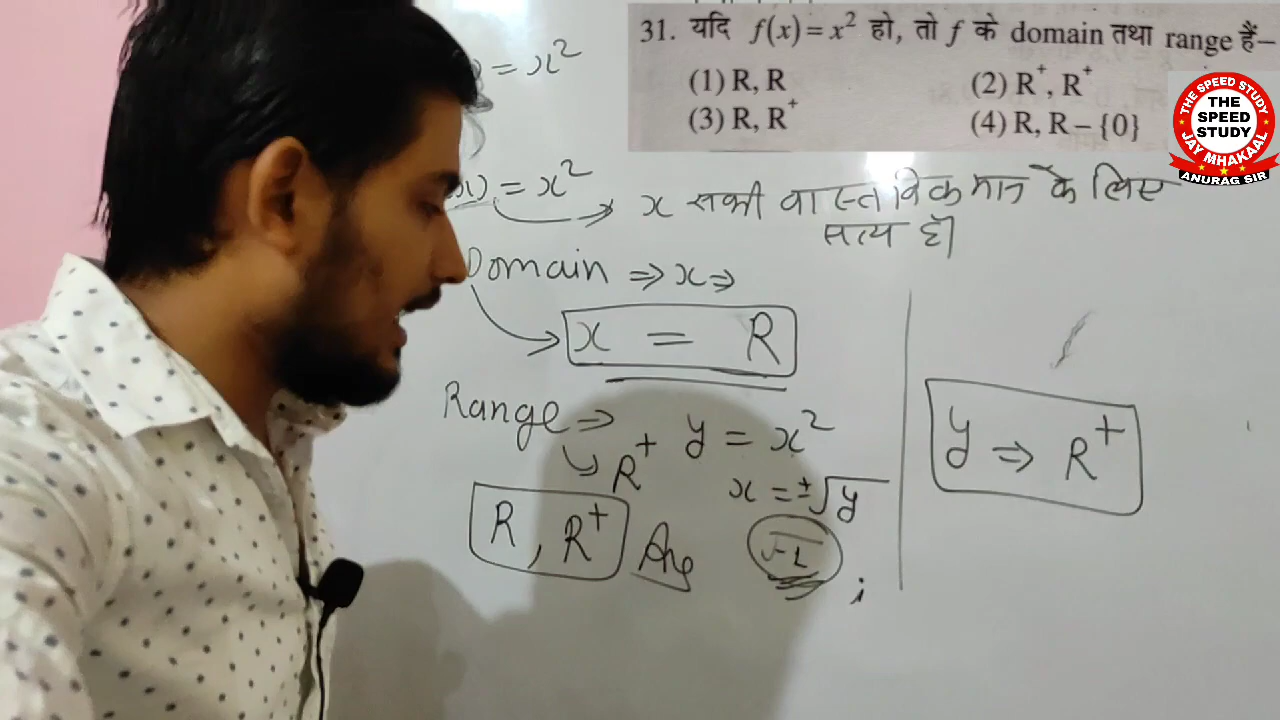 31. यदि f(x) = x² हो, तो f के domain तथा range हैं–
(1) R, R
(2) R⁺, R⁺
(3) R, R⁺
(4) R, R – {0}
THE SPEED STUDY
THE
SPEED
STUDY
JAY MHAKAAL
ANURAG SIR
) = x²
x) = x² → x सभी वास्तविक मान के लिए
सत्य है।
Domain ⇒ x ⇒
x = R
Range ⇒ y = x²
R⁺
x = ±√y
R, R⁺ Ans
i
y ⇒ R⁺